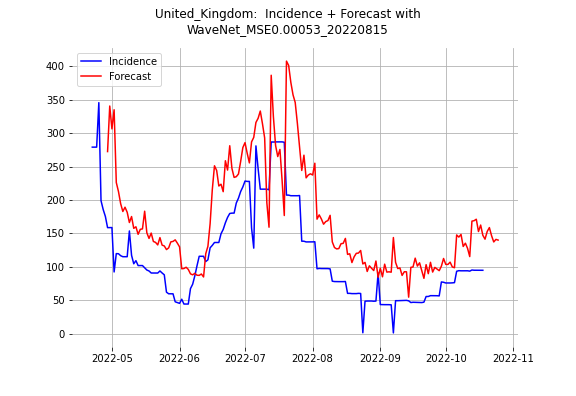 United_Kingdom:  Incidence + Forecast with
WaveNet_MSE0.00053_20220815
Incidence
Forecast
400
350
300
250
200
150
100
50
0
2022-05 2022-06 2022-07 2022-08 2022-09 2022-10 2022-11